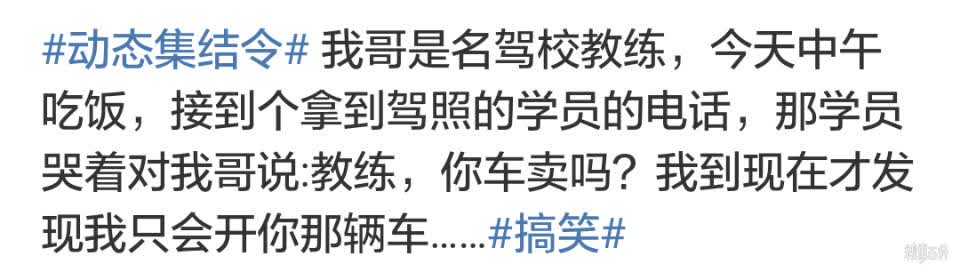 #动态集结令# 我哥是名驾校教练，今天中午
吃饭，接到个拿到驾照的学员的电话，那学员
哭着对我哥说:教练，你车卖吗？我到现在才发
现我只会开你那辆车……#搞笑#